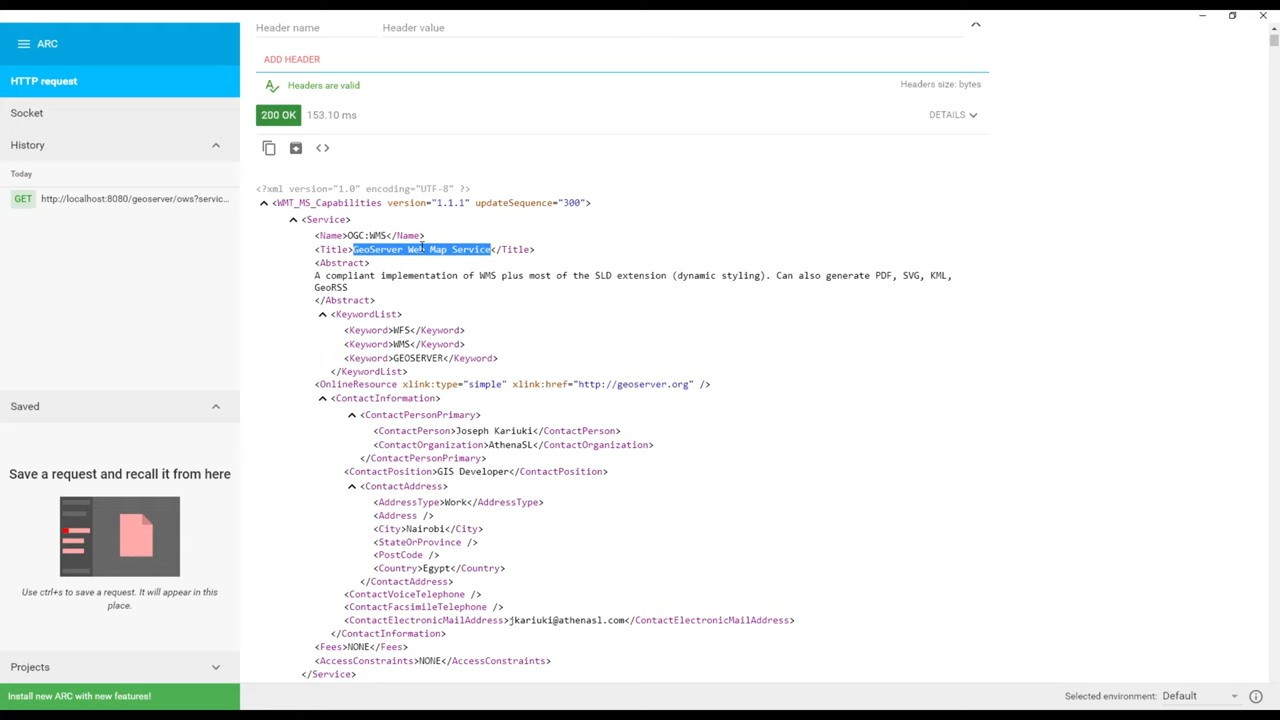 ARC
HTTP request
Socket
History
Today
GET http://localhost:8080/geoserver/ows?servic...
Saved
Save a request and recall it from here
Use ctrl+s to save a request. It will appear in this
place.
Projects
Install new ARC with new features!
Header name Header value
ADD HEADER
Headers are valid
Headers size: bytes
200 OK 153.10 ms
DETAILS
<?xml version="1.0" encoding="UTF-8" ?>
<WMT_MS_Capabilities version="1.1.1" updateSequence="300">
<Service>
<Name>OGC:WMS</Name>
<Title>GeoServer Web Map Service</Title>
<Abstract>
A compliant implementation of WMS plus most of the SLD extension (dynamic styling). Can also generate PDF, SVG, KML,
GeoRSS
</Abstract>
<KeywordList>
<Keyword>WFS</Keyword>
<Keyword>WMS</Keyword>
<Keyword>GEOSERVER</Keyword>
</KeywordList>
<OnlineResource xlink:type="simple" xlink:href="http://geoserver.org" />
<ContactInformation>
<ContactPersonPrimary>
<ContactPerson>Joseph Kariuki</ContactPerson>
<ContactOrganization>AthenaSL</ContactOrganization>
</ContactPersonPrimary>
<ContactPosition>GIS Developer</ContactPosition>
<ContactAddress>
<AddressType>Work</AddressType>
<Address />
<City>Nairobi</City>
<StateOrProvince />
<PostCode />
<Country>Egypt</Country>
</ContactAddress>
<ContactVoiceTelephone />
<ContactFacsimileTelephone />
<ContactElectronicMailAddress>jkariuki@athenasl.com</ContactElectronicMailAddress>
</ContactInformation>
<Fees>NONE</Fees>
<AccessConstraints>NONE</AccessConstraints>
</Service>
Selected environment: Default